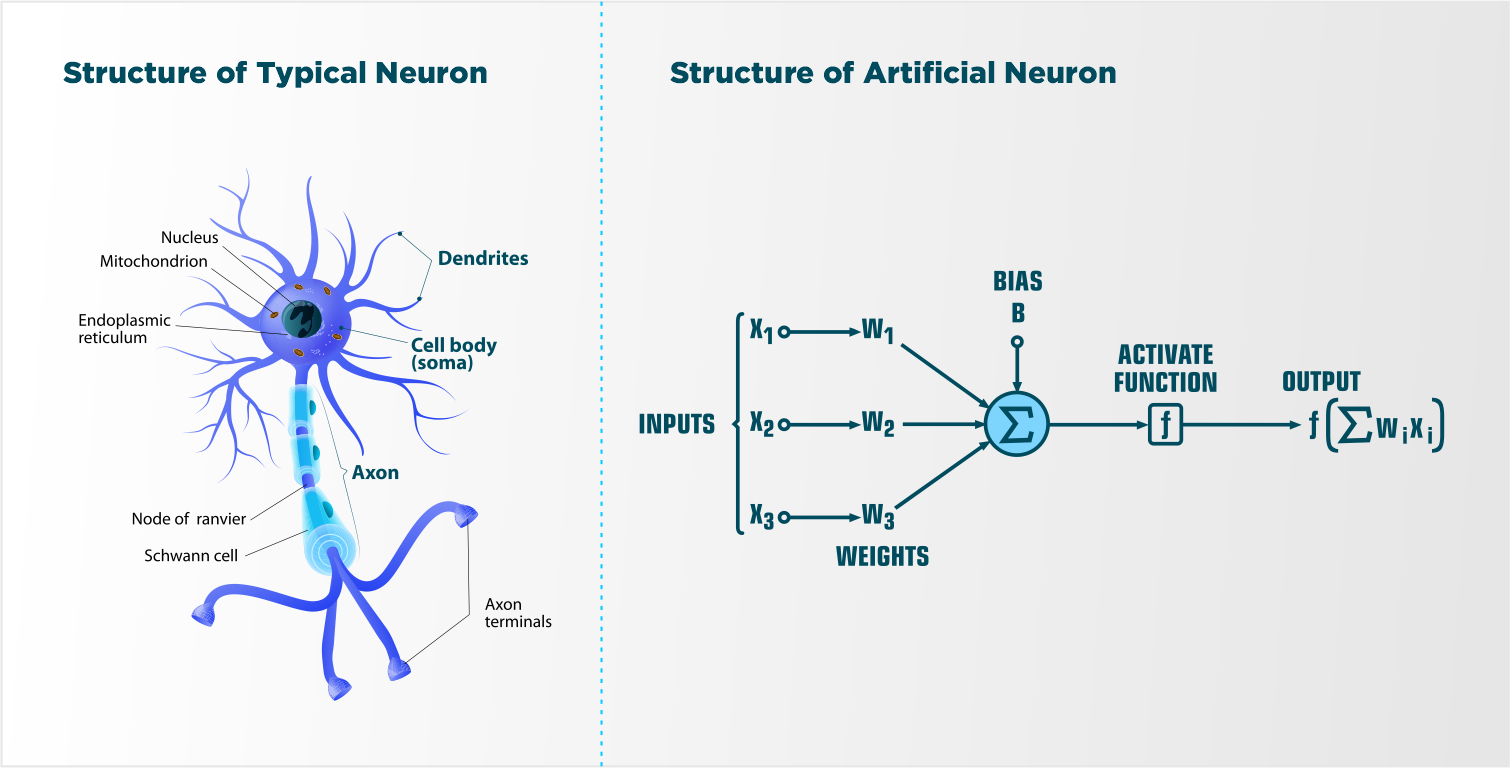 Structure of Typical Neuron
Nucleus
Mitochondrion
Endoplasmic
reticulum
Dendrites
Cell body
(soma)
Axon
Node of ranvier
Schwann cell
Axon
terminals
Structure of Artificial Neuron
BIAS
B
INPUTS
X1
W1
X2
W2
X3
W3
WEIGHTS
Σ
ACTIVATE
FUNCTION
f
OUTPUT
f(ΣWiXi)